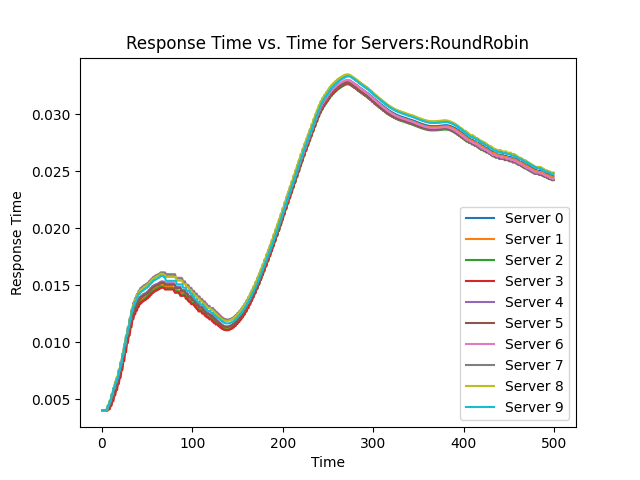 Response Time vs. Time for Servers:RoundRobin
Response Time
0.030
0.025
0.020
0.015
0.010
0.005
Server 0
Server 1
Server 2
Server 3
Server 4
Server 5
Server 6
Server 7
Server 8
Server 9
0 100 200 300 400 500
Time